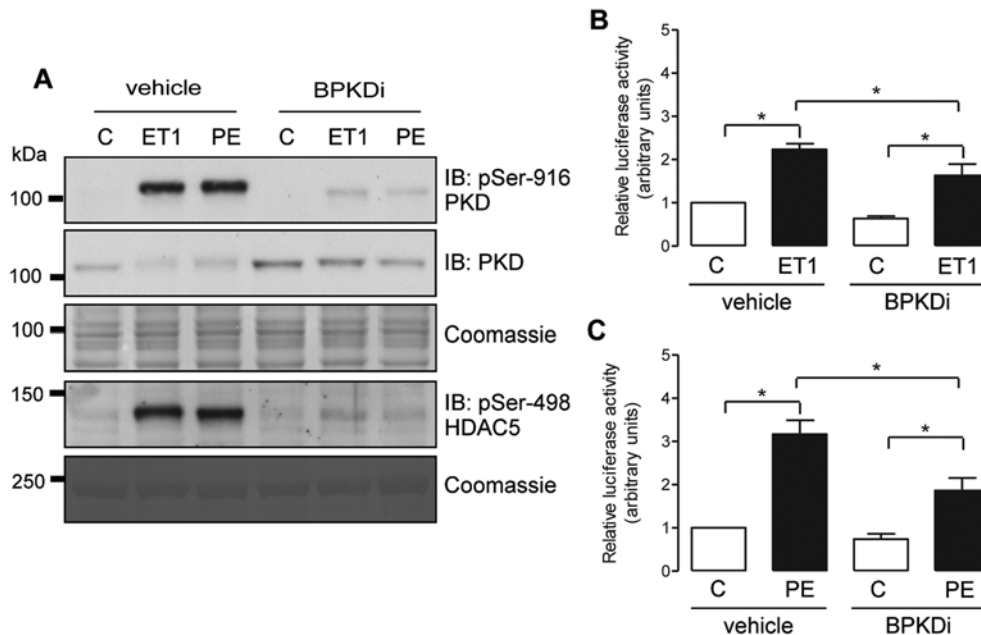 A
vehicle BPKDi
C ET1 PE C ET1 PE
kDa
100
IB: pSer-916
PKD
100
IB: PKD
100
Coomassie
150
IB: pSer-498
HDAC5
250
Coomassie
B
Relative luciferase activity
(arbitrary units)
5
4
3
2
1
0
* * *
C ET1 C ET1
vehicle BPKDi
C
Relative luciferase activity
(arbitrary units)
5
4
3
2
1
0
* * *
C PE C PE
vehicle BPKDi